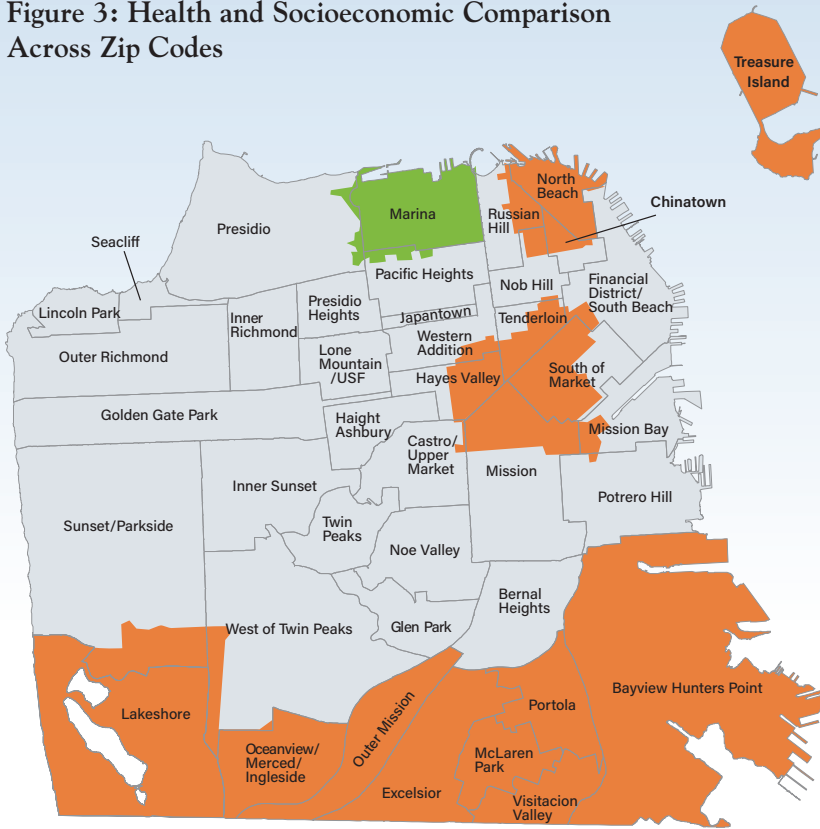 Figure 3: Health and Socioeconomic Comparison
Across Zip Codes
Treasure
Island
North
Beach
Chinatown
Marina
Russian
Hill
Presidio
Seacliff
Pacific Heights
Nob Hill
Financial
District/
South Beach
Lincoln Park
Inner
Richmond
Presidio
Heights
Japantown
Tenderloin
Outer Richmond
Lone
Mountain
/USF
Western
Addition
Hayes Valley
South of
Market
Golden Gate Park
Haight
Ashbury
Castro/
Upper
Market
Mission Bay
Inner Sunset
Mission
Potrero Hill
Sunset/Parkside
Twin
Peaks
Noe Valley
Bernal
Heights
West of Twin Peaks
Glen Park
Lakeshore
Oceanview/
Merced/
Ingleside
Outer Mission
Portola
Bayview Hunters Point
McLaren
Park
Excelsior
Visitacion
Valley